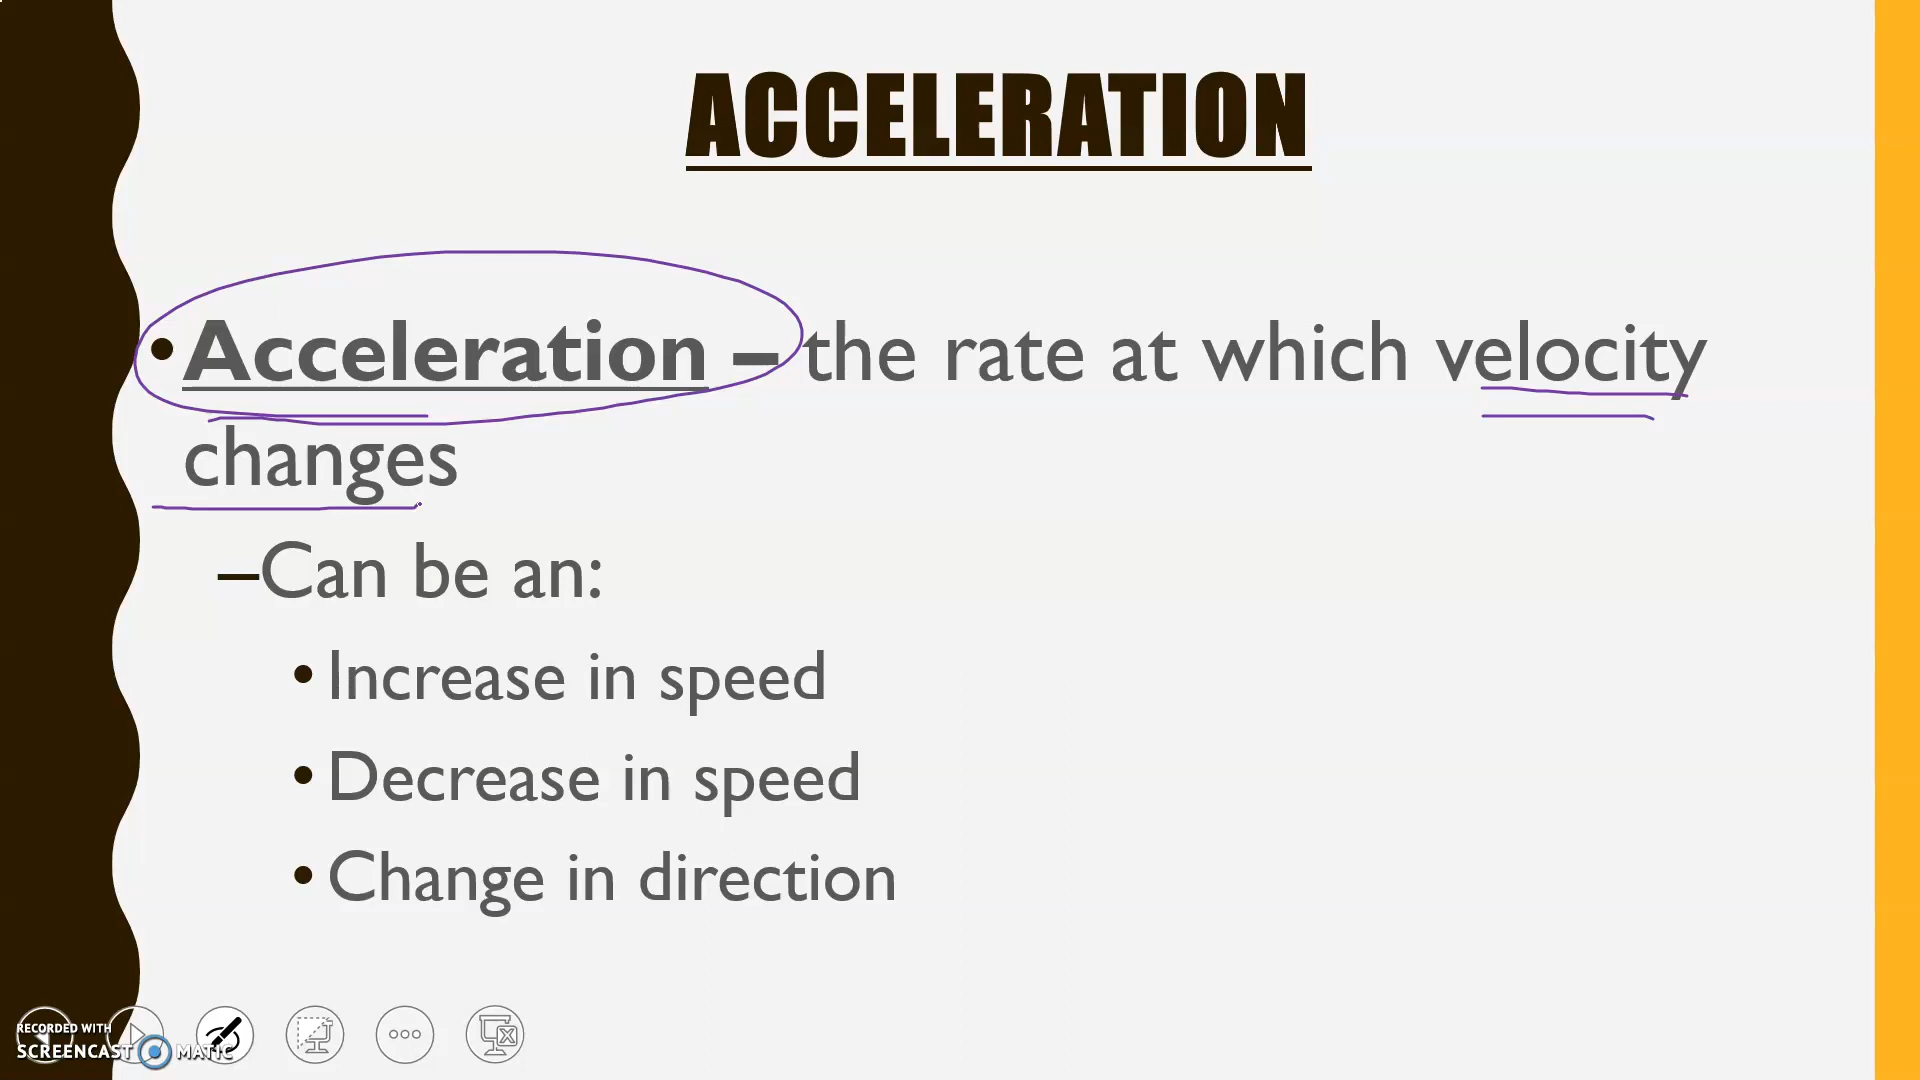 ACCELERATION
•Acceleration – the rate at which velocity
changes
–Can be an:
•Increase in speed
•Decrease in speed
•Change in direction
RECORDED WITH
SCREENCAST MATIC